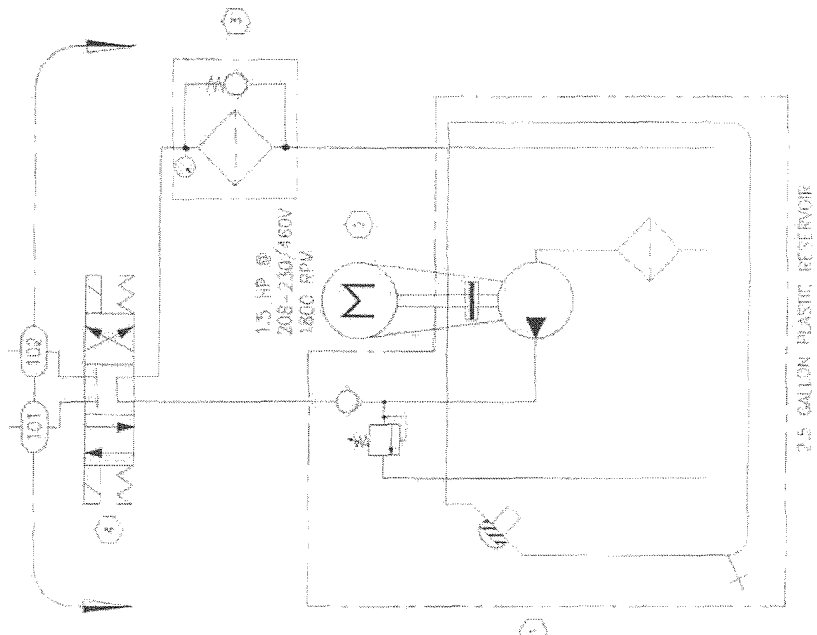 1.5 HP @
208-230/460V
1800 RPM
M
102
101
2.5 GALLON PLASTIC RESERVOIR